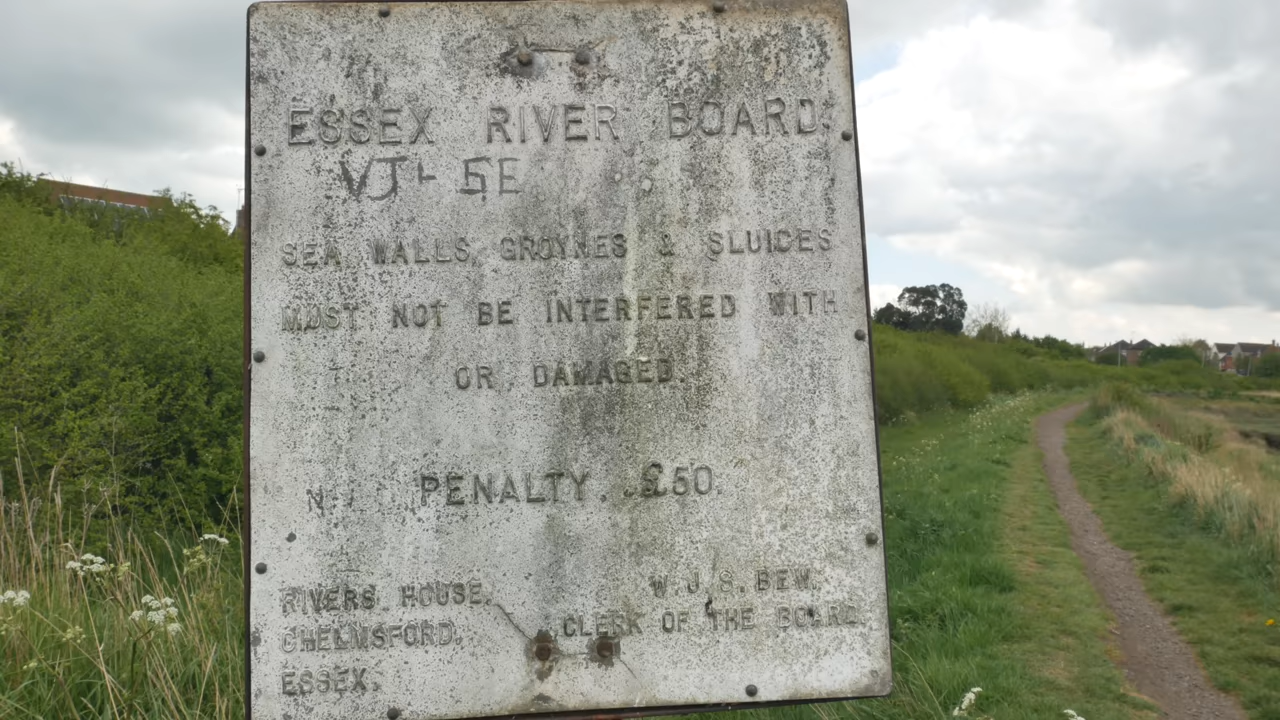 ESSEX RIVER BOARD.
SEA WALLS, GROYNES & SLUICES
MUST NOT BE INTERFERED WITH
OR DAMAGED.
PENALTY. £50.
RIVERS HOUSE,
CHELMSFORD,
ESSEX.
W.J.S. BEW.
CLERK OF THE BOARD.